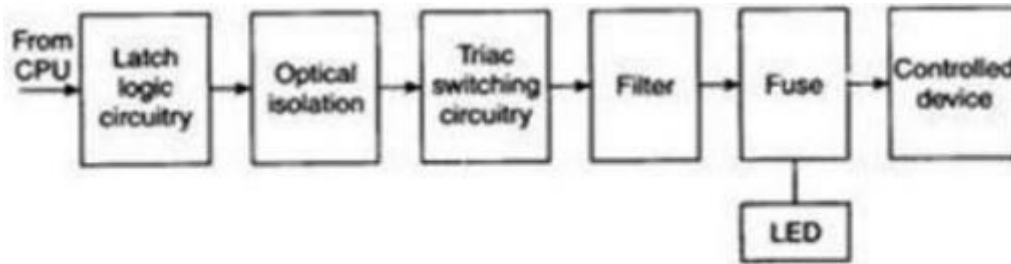 From
CPU
Latch
logic
circuitry
Optical
isolation
Triac
switching
circuitry
Filter
Fuse
Controlled
device
LED